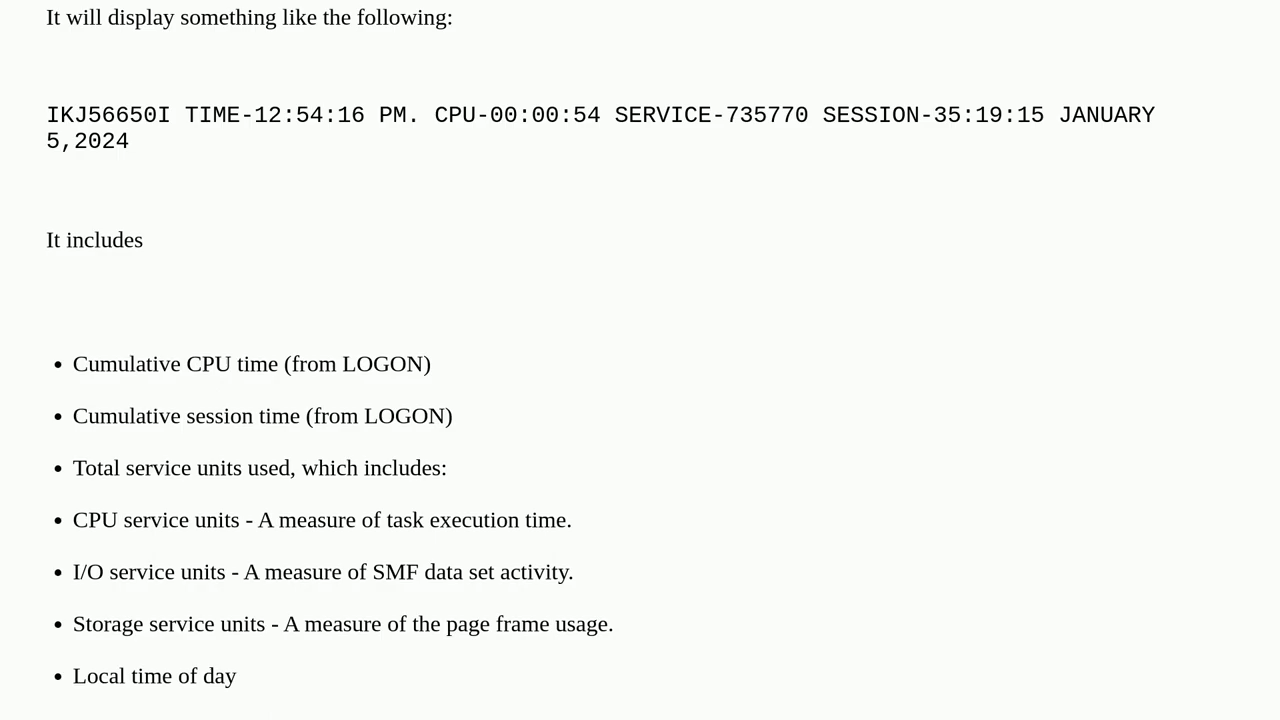 It will display something like the following:
IKJ56650I TIME-12:54:16 PM. CPU-00:00:54 SERVICE-735770 SESSION-35:19:15 JANUARY
5,2024
It includes
• Cumulative CPU time (from LOGON)
• Cumulative session time (from LOGON)
• Total service units used, which includes:
• CPU service units - A measure of task execution time.
• I/O service units - A measure of SMF data set activity.
• Storage service units - A measure of the page frame usage.
• Local time of day